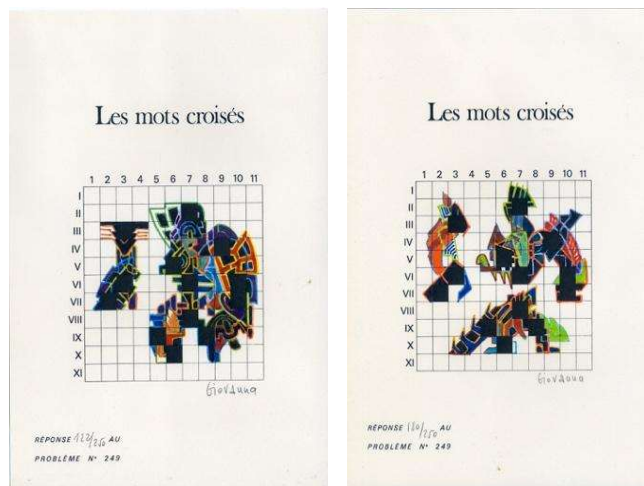 Les mots croisés
1 2 3 4 5 6 7 8 9 10 11
I
II
III
IV
V
VI
VII
VIII
IX
X
XI
Giovanna
RÉPONSE 122/250 AU
PROBLÈME N° 249
Les mots croisés
1 2 3 4 5 6 7 8 9 10 11
I
II
III
IV
V
VI
VII
VIII
IX
X
XI
Giovanna
RÉPONSE 180/250 AU
PROBLÈME N° 249